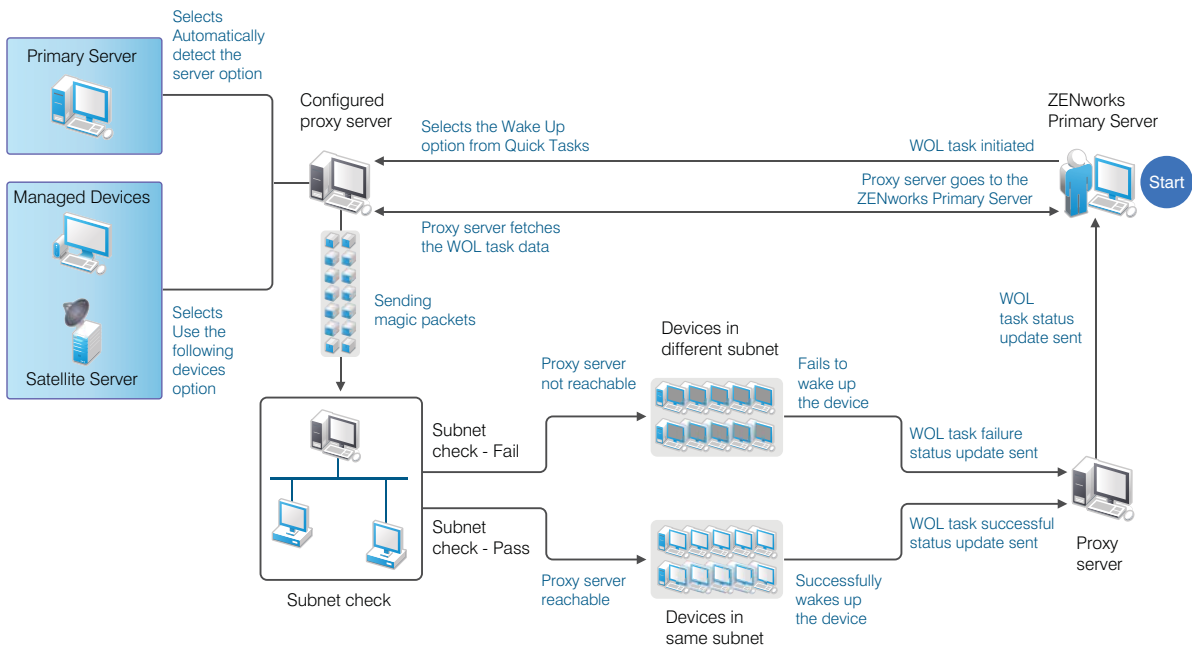 Selects
Automatically
detect the
server option
Primary Server
Managed Devices
Satellite Server
Selects
Use the
following
devices
option
Configured
proxy server
Selects the Wake Up
option from Quick Tasks
WOL task initiated
ZENworks
Primary Server
Start
Proxy server goes to the
ZENworks Primary Server
Proxy server fetches
the WOL task data
Sending
magic packets
WOL
task status
update sent
Devices in
different subnet
Proxy server
not reachable
Fails to
wake up
the device
Subnet
check - Fail
WOL task failure
status update sent
Subnet
check - Pass
WOL task successful
status update sent
Proxy
server
Proxy server
reachable
Successfully
wakes up
the device
Subnet check
Devices in
same subnet